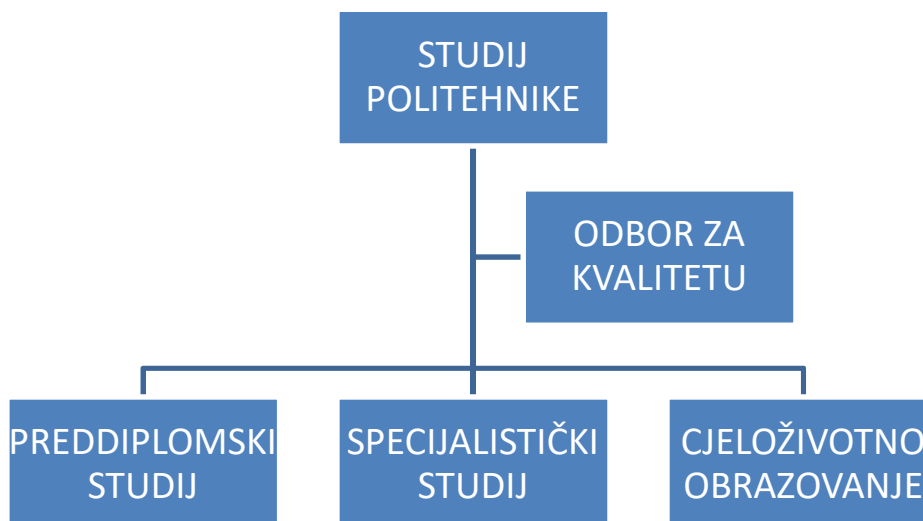 STUDIJ
POLITEHNIKE
ODBOR ZA
KVALITETU
PREDDIPLOMSKI
STUDIJ
SPECIJALISTIČKI
STUDIJ
CJELOŽIVOTNO
OBRAZOVANJE